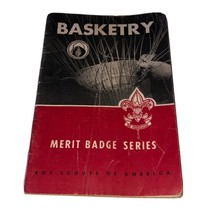 BASKETRY
MERIT BADGE SERIES
BOY SCOUTS OF AMERICA